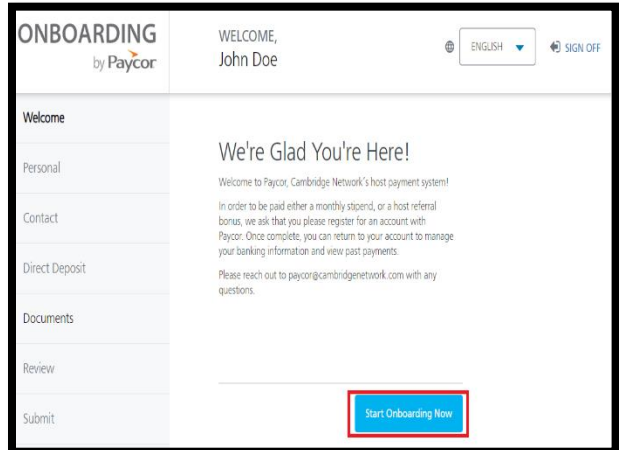 ONBOARDING
by Paycor
WELCOME,
John Doe
ENGLISH
SIGN OFF
Welcome
Personal
Contact
Direct Deposit
Documents
Review
Submit
We're Glad You're Here!
Welcome to Paycor, Cambridge Network's host payment system!
In order to be paid either a monthly stipend, or a host referral
bonus, we ask that you please register for an account with
Paycor. Once complete, you can return to your account to manage
your banking information and view past payments.
Please reach out to paycor@cambridgenetwork.com with any
questions.
Start Onboarding Now